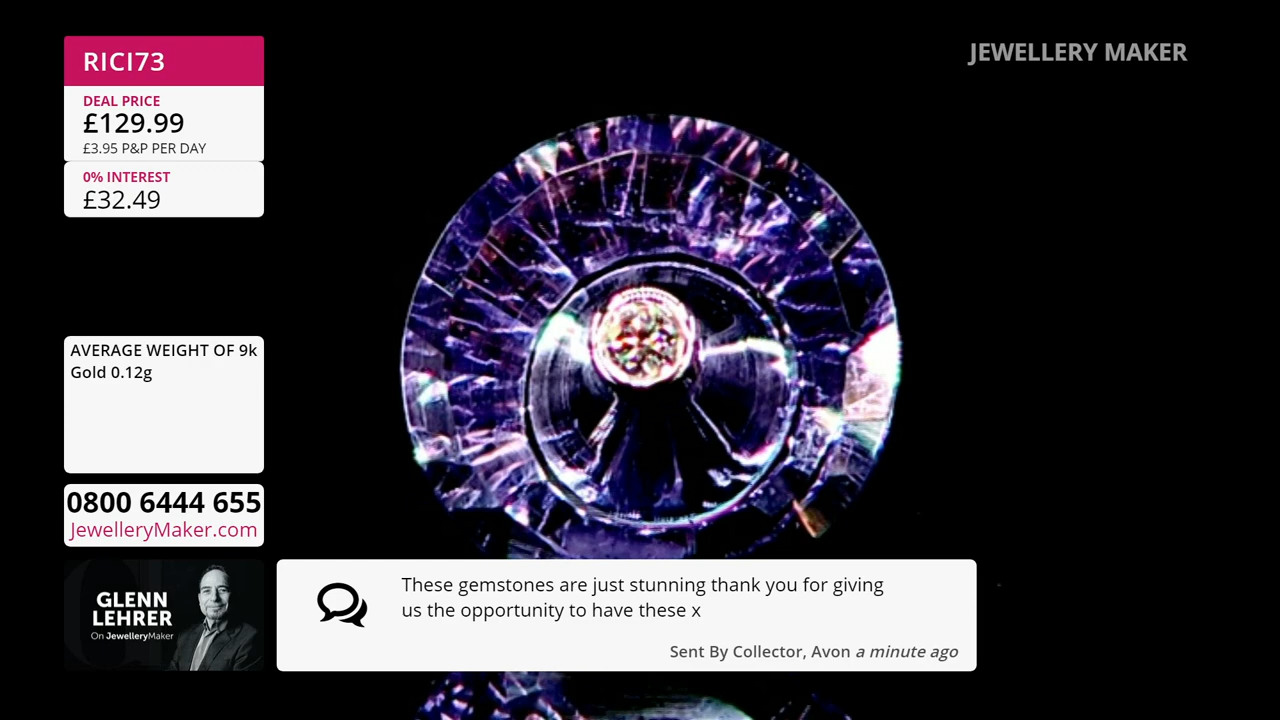 RICI73
DEAL PRICE
£129.99
£3.95 P&P PER DAY
0% INTEREST
£32.49
JEWELLERY MAKER
AVERAGE WEIGHT OF 9k
Gold 0.12g
0800 6444 655
JewelleryMaker.com
GLENN
LEHRER
On JewelleryMaker
These gemstones are just stunning thank you for giving
us the opportunity to have these x
Sent By Collector, Avon a minute ago